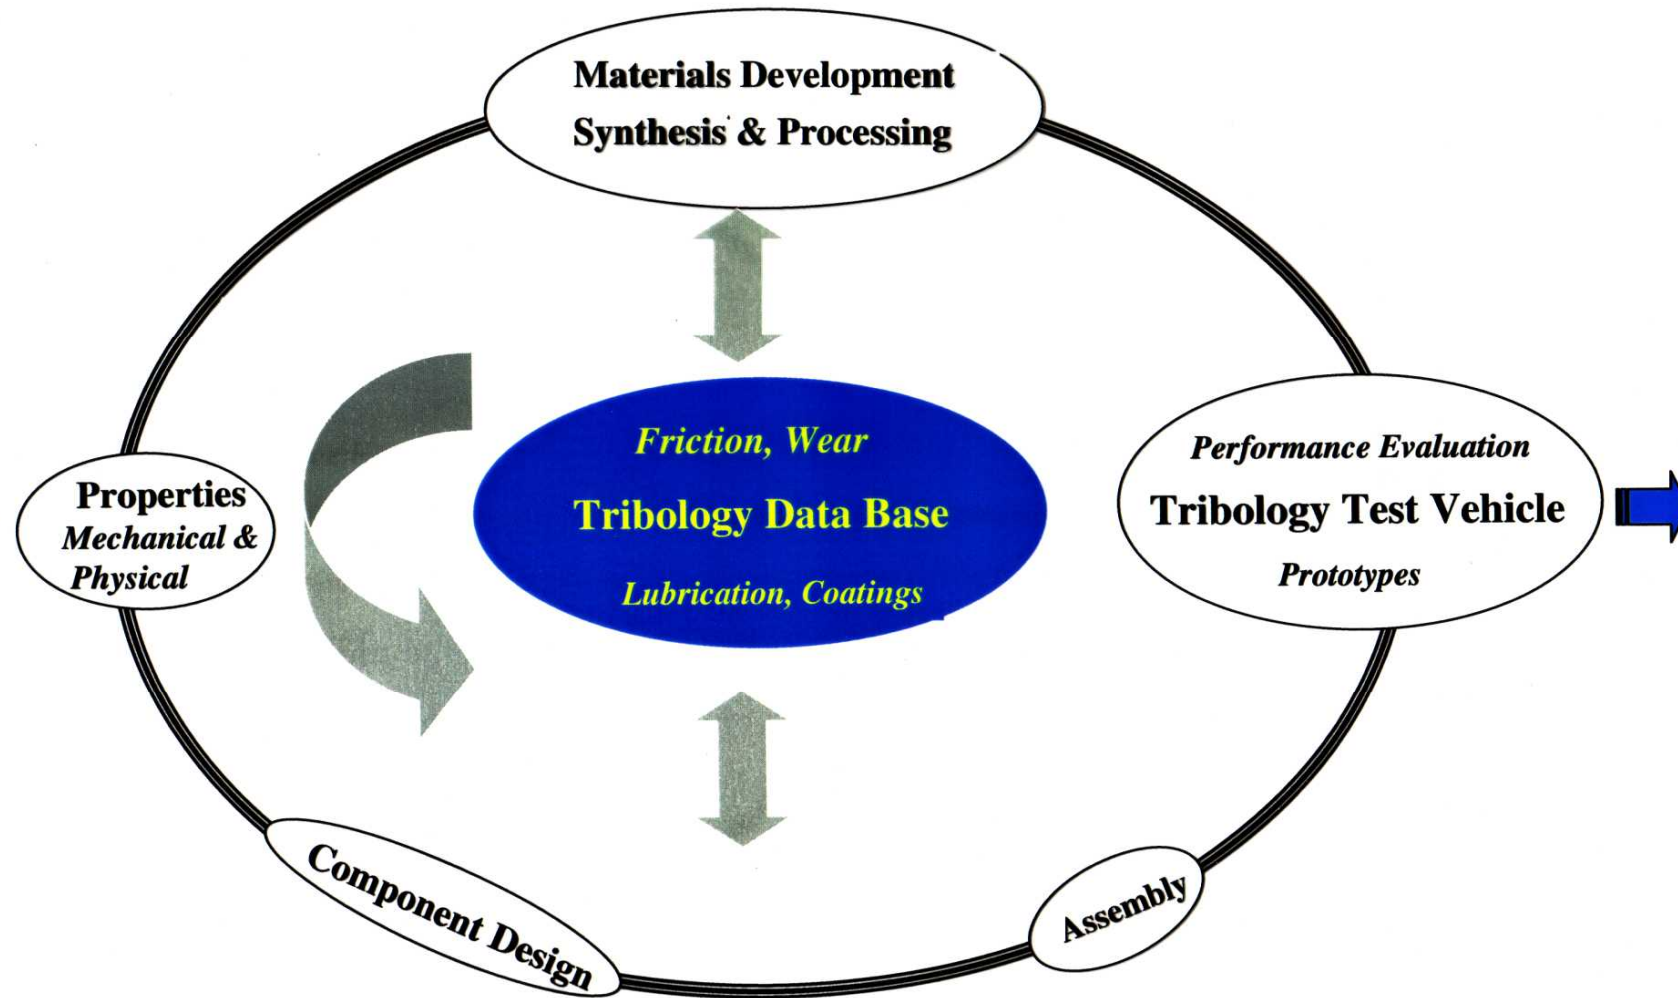 Materials Development
Synthesis & Processing
Friction, Wear
Tribology Data Base
Lubrication, Coatings
Performance Evaluation
Tribology Test Vehicle
Prototypes
Properties
Mechanical &
Physical
Component Design
Assembly